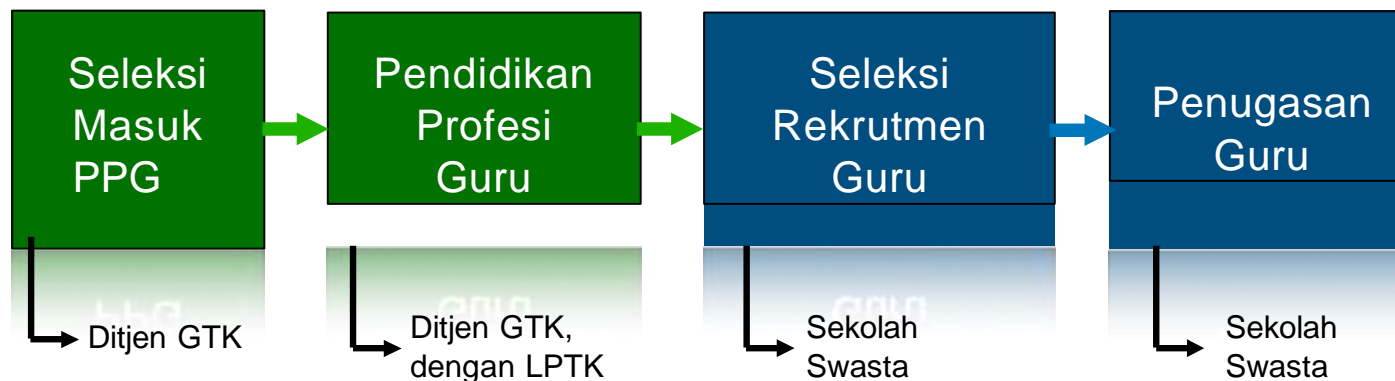 Seleksi
Masuk
PPG
Pendidikan
Profesi
Guru
Seleksi
Rekrutmen
Guru
Penugasan
Guru
Ditjen GTK
Ditjen GTK,
dengan LPTK
Sekolah
Swasta
Sekolah
Swasta